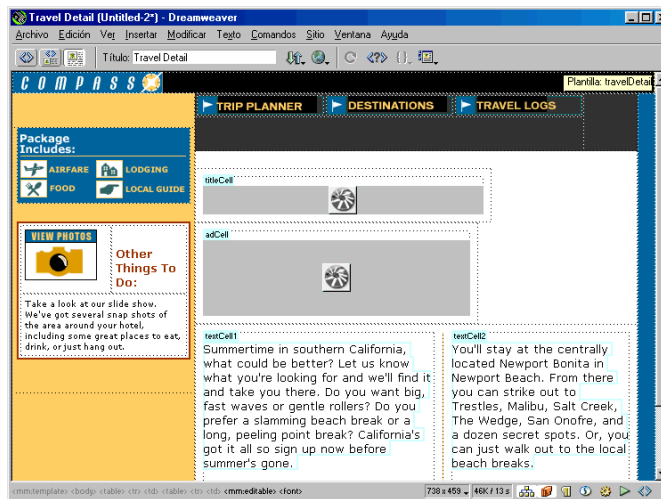 Travel Detail (Untitled-2*) - Dreamweaver
Archivo Edición Ver Insertar Modificar Texto Comandos Sitio Ventana Ayuda
Título: Travel Detail
COMPASS
Plantilla: travelDetail
TRIP PLANNER DESTINATIONS TRAVEL LOGS
Package
Includes:
AIRFARE LODGING
FOOD LOCAL GUIDE
titleCell
VIEW PHOTOS
Other
Things To
Do:
adCell
Take a look at our slide show.
We've got several snap shots of
the area around your hotel,
including some great places to eat,
drink, or just hang out.
textCell1
Summertime in southern California,
what could be better? Let us know
what you're looking for and we'll find it
and take you there. Do you want big,
fast waves or gentle rollers? Do you
prefer a slamming beach break or a
long, peeling point break? California's
got it all so sign up now before
summer's gone.
textCell2
You'll stay at the centrally
located Newport Bonita in
Newport Beach. From there
you can strike out to
Trestles, Malibu, Salt Creek,
The Wedge, San Onofre, and
a dozen secret spots. Or, you
can just walk out to the local
beach breaks.
<mm:template> <body> <table> <tr> <td> <table> <tr> <td> <mm:editable> <font>
738 x 459 46K / 13 s